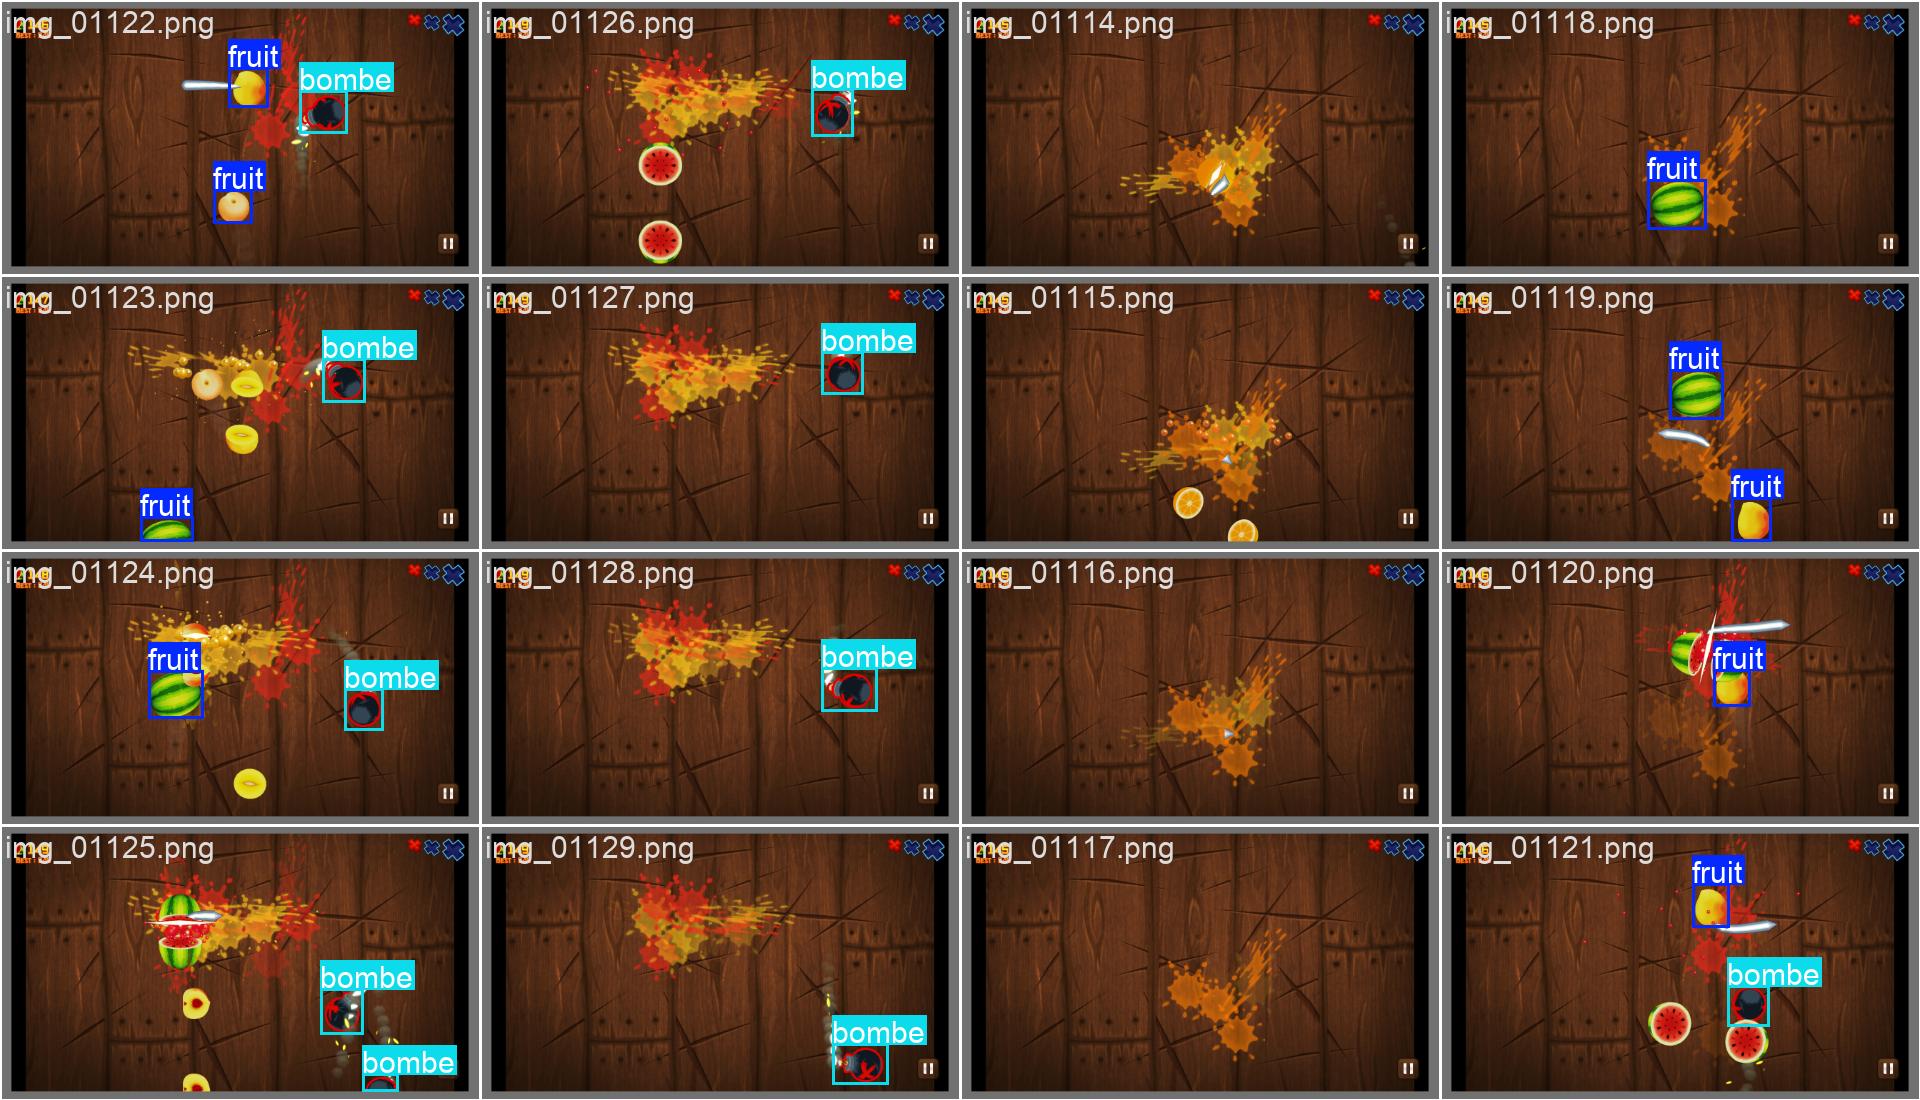 img_01122.png
fruit
bombe
fruit
img_01126.png
bombe
img_01114.png
img_01118.png
fruit
img_01123.png
bombe
fruit
img_01127.png
bombe
img_01115.png
img_01119.png
fruit
fruit
img_01124.png
fruit
bombe
img_01128.png
bombe
img_01116.png
img_01120.png
fruit
img_01125.png
bombe
bombe
img_01129.png
bombe
img_01117.png
img_01121.png
fruit
bombe